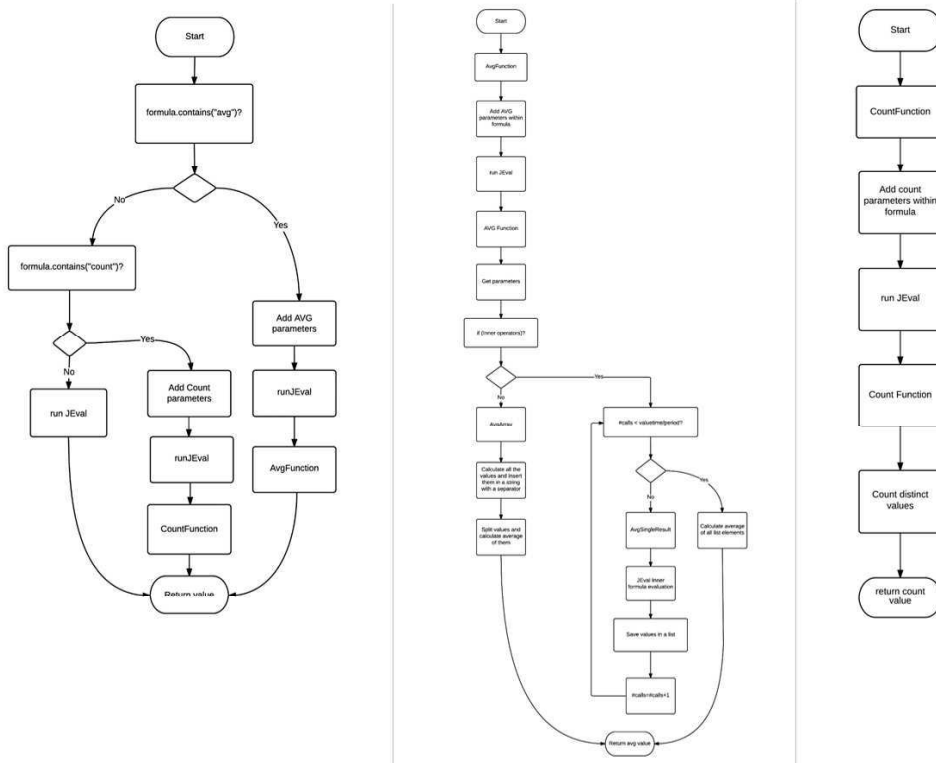 Start
formula.contains("avg")?
No
Yes
formula.contains("count")?
Yes
No
run JEval
Add Count
parameters
runJEval
CountFunction
Add AVG
parameters
runJEval
AvgFunction
Return value
Start
AvgFunction
Add AVG
parameters within
formula
run JEval
AVG Function
Get parameters
if (Inner operators)?
Yes
No
AvsArray
Calculate all the
values and Insert
them in a string
with a separator
Split values and
calculate average
of them
#calls < valuetime/period?
Yes
No
AvgSingleResult
Calculate average
of all list elements
JEval Inner
formula evaluation
Save values in a list
#calls=#calls+1
Return avg value
Start
CountFunction
Add count
parameters within
formula
run JEval
Count Function
Count distinct
values
return count
value